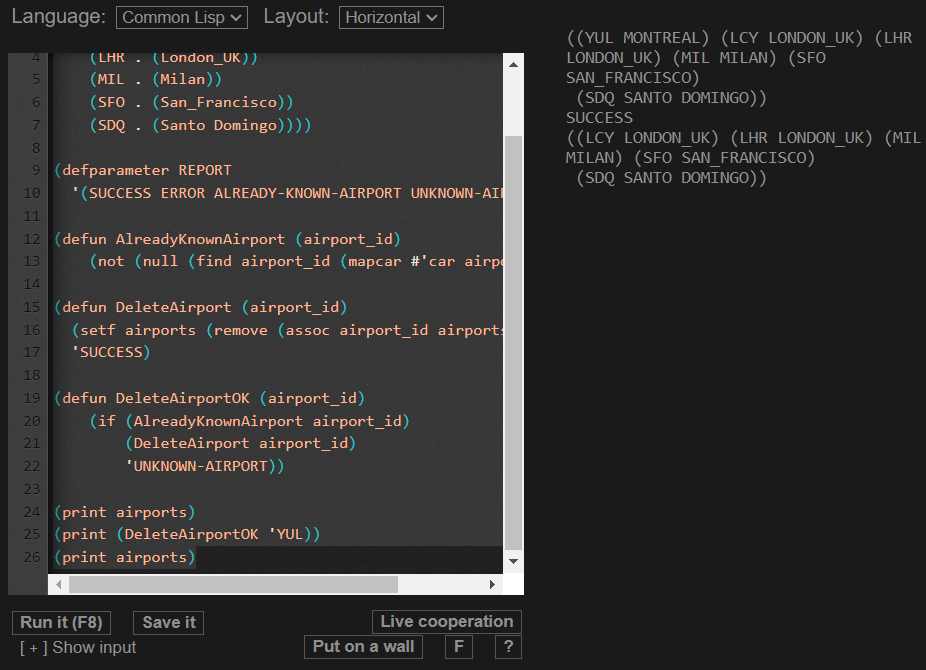 Language: Common Lisp Layout: Horizontal
4 (LHR . (London_UK))
5 (MIL . (Milan))
6 (SFO . (San_Francisco))
7 (SDQ . (Santo Domingo))))
8
9 (defparameter REPORT
10 '(SUCCESS ERROR ALREADY-KNOWN-AIRPORT UNKNOWN-AI
11
12 (defun AlreadyKnownAirport (airport_id)
13 (not (null (find airport_id (mapcar #'car airpo
14
15 (defun DeleteAirport (airport_id)
16 (setf airports (remove (assoc airport_id airports
17 'SUCCESS)
18
19 (defun DeleteAirportOK (airport_id)
20 (if (AlreadyKnownAirport airport_id)
21 (DeleteAirport airport_id)
22 'UNKNOWN-AIRPORT))
23
24 (print airports)
25 (print (DeleteAirportOK 'YUL))
26 (print airports)
Run it (F8) Save it Live cooperation
[ + ] Show input Put on a wall F ?
((YUL MONTREAL) (LCY LONDON_UK) (LHR
LONDON_UK) (MIL MILAN) (SFO
SAN_FRANCISCO)
(SDQ SANTO DOMINGO))
SUCCESS
((LCY LONDON_UK) (LHR LONDON_UK) (MIL
MILAN) (SFO SAN_FRANCISCO)
(SDQ SANTO DOMINGO))